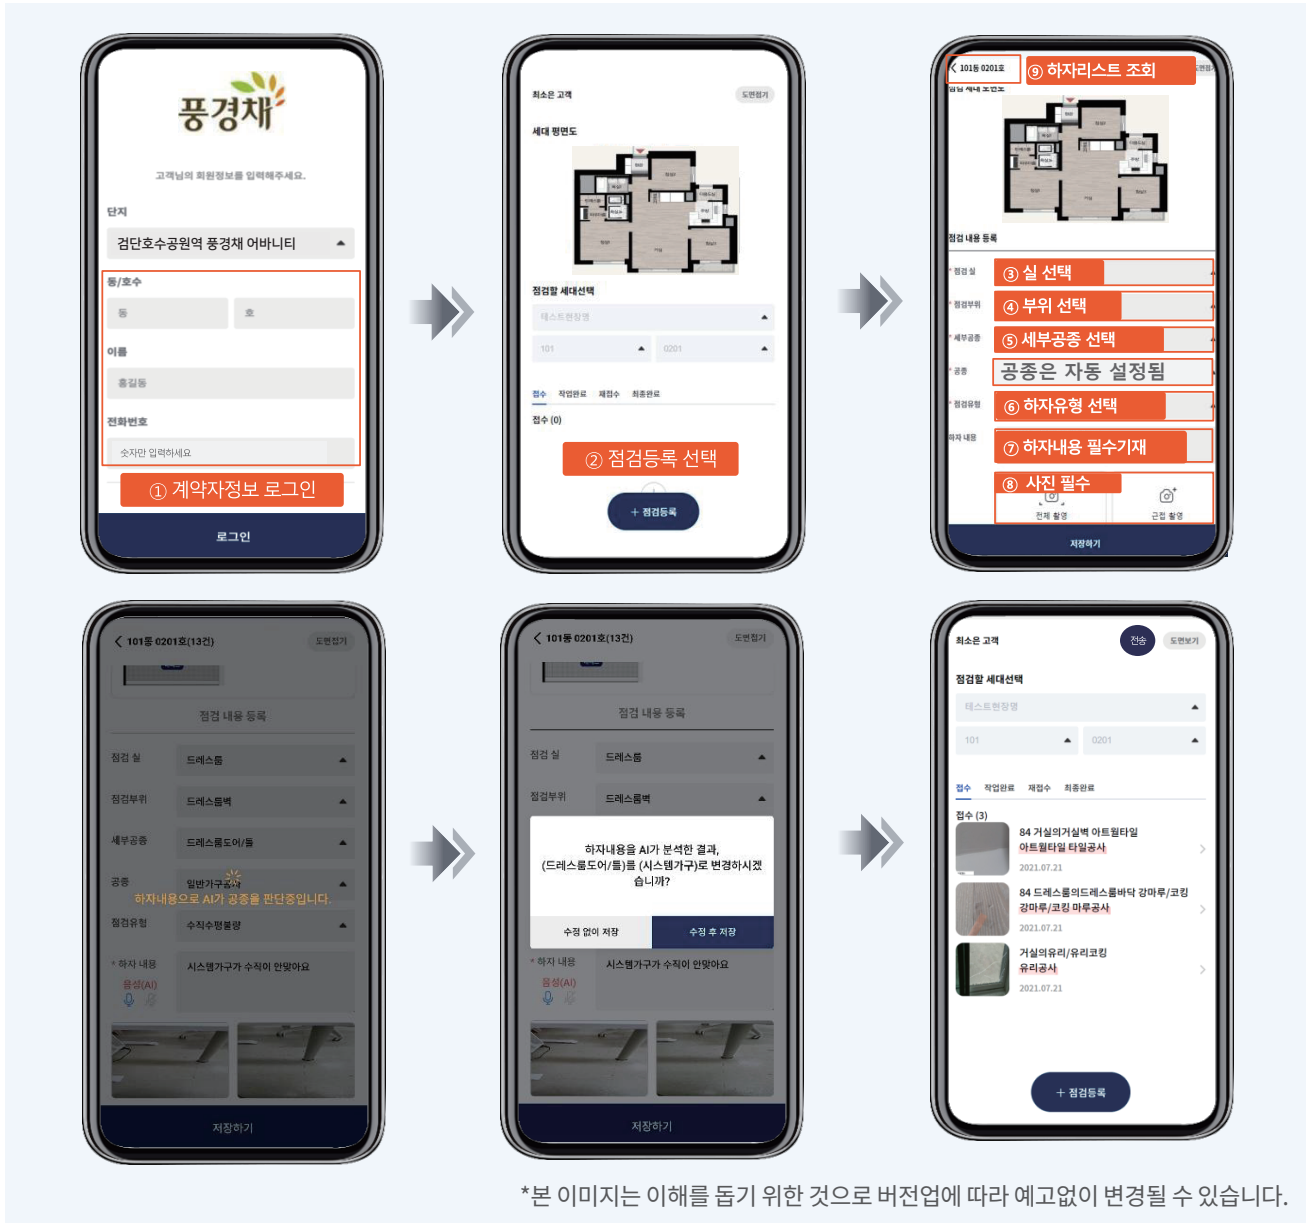 풍경채
고객님의 회원정보를 입력해주세요.
단지
검단호수공원역 풍경채 어바니티
동/호수
동 호
이름
홍길동
전화번호
숫자만 입력하세요
① 계약자정보 로그인
로그인
최소은 고객 도면접기
세대 평면도
점검할 세대선택
테스트현장명
101 0201
접수 작업완료 재접수 최종완료
접수 (0)
② 점검등록 선택
+ 점검등록
101동 0201호
⑨ 하자리스트 조회
점검 내용 등록
* 점검 실
③ 실 선택
* 점검부위
④ 부위 선택
* 세부공종
⑤ 세부공종 선택
* 공종
공종은 자동 설정됨
* 점검유형
⑥ 하자유형 선택
하자 내용
⑦ 하자내용 필수기재
⑧ 사진 필수
전체 촬영 근접 촬영
저장하기
101동 0201호(13건) 도면접기
점검 내용 등록
점검 실 드레스룸
점검부위 드레스룸벽
세부공종 드레스룸도어/틀
공종 일반가구공사
하자내용으로 AI가 공종을 판단중입니다.
점검유형 수직수평불량
* 하자 내용 시스템가구가 수직이 안맞아요
음성(AI)
저장하기
101동 0201호(13건) 도면접기
점검 내용 등록
점검 실 드레스룸
점검부위 드레스룸벽
하자내용을 AI가 분석한 결과,
(드레스룸도어/틀)를 (시스템가구)로 변경하시겠
습니까?
수정 없이 저장 수정 후 저장
* 하자 내용 시스템가구가 수직이 안맞아요
음성(AI)
저장하기
최소은 고객 전송 도면보기
점검할 세대선택
테스트현장명
101 0201
접수 작업완료 재접수 최종완료
접수 (3)
84 거실의거실벽 아트월타일
아트월타일 타일공사
2021.07.21
84 드레스룸의드레스룸바닥 강마루/코킹
강마루/코킹 마루공사
2021.07.21
거실의유리/유리코킹
유리공사
2021.07.21
+ 점검등록
*본 이미지는 이해를 돕기 위한 것으로 버전업에 따라 예고없이 변경될 수 있습니다.